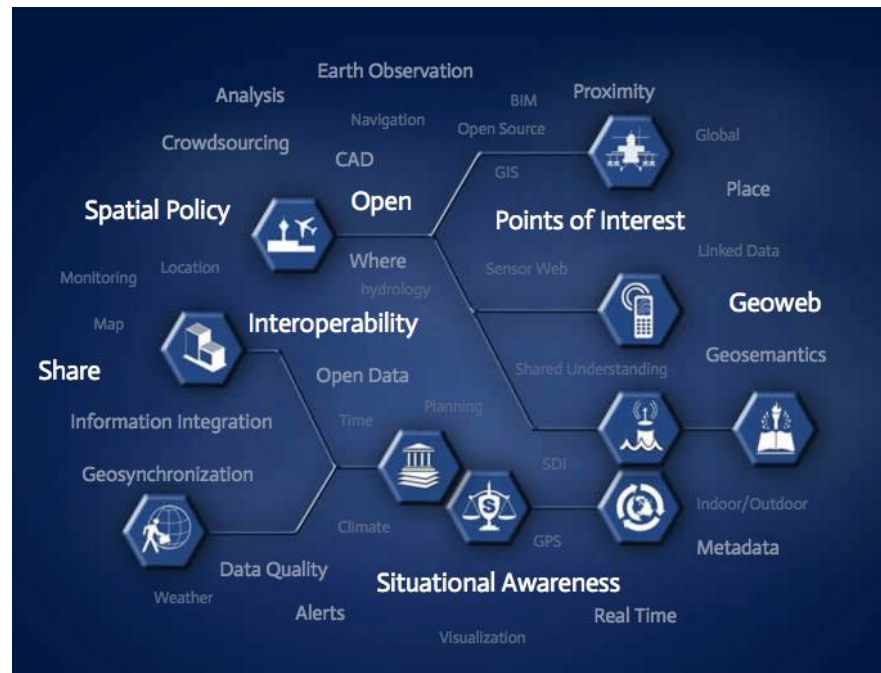 Earth Observation
Analysis
BIM
Proximity
Navigation
Open Source
Global
Crowdsourcing
CAD
GIS
Place
Spatial Policy
Open
Points of Interest
Where
Sensor Web
Linked Data
Monitoring
Location
hydrology
Map
Interoperability
Geoweb
Share
Open Data
Shared Understanding
Geosemantics
Information Integration
Time
Planning
Geosynchronization
SDI
S
Indoor/Outdoor
Climate
GPS
Metadata
Data Quality
Situational Awareness
Weather
Alerts
Real Time
Visualization